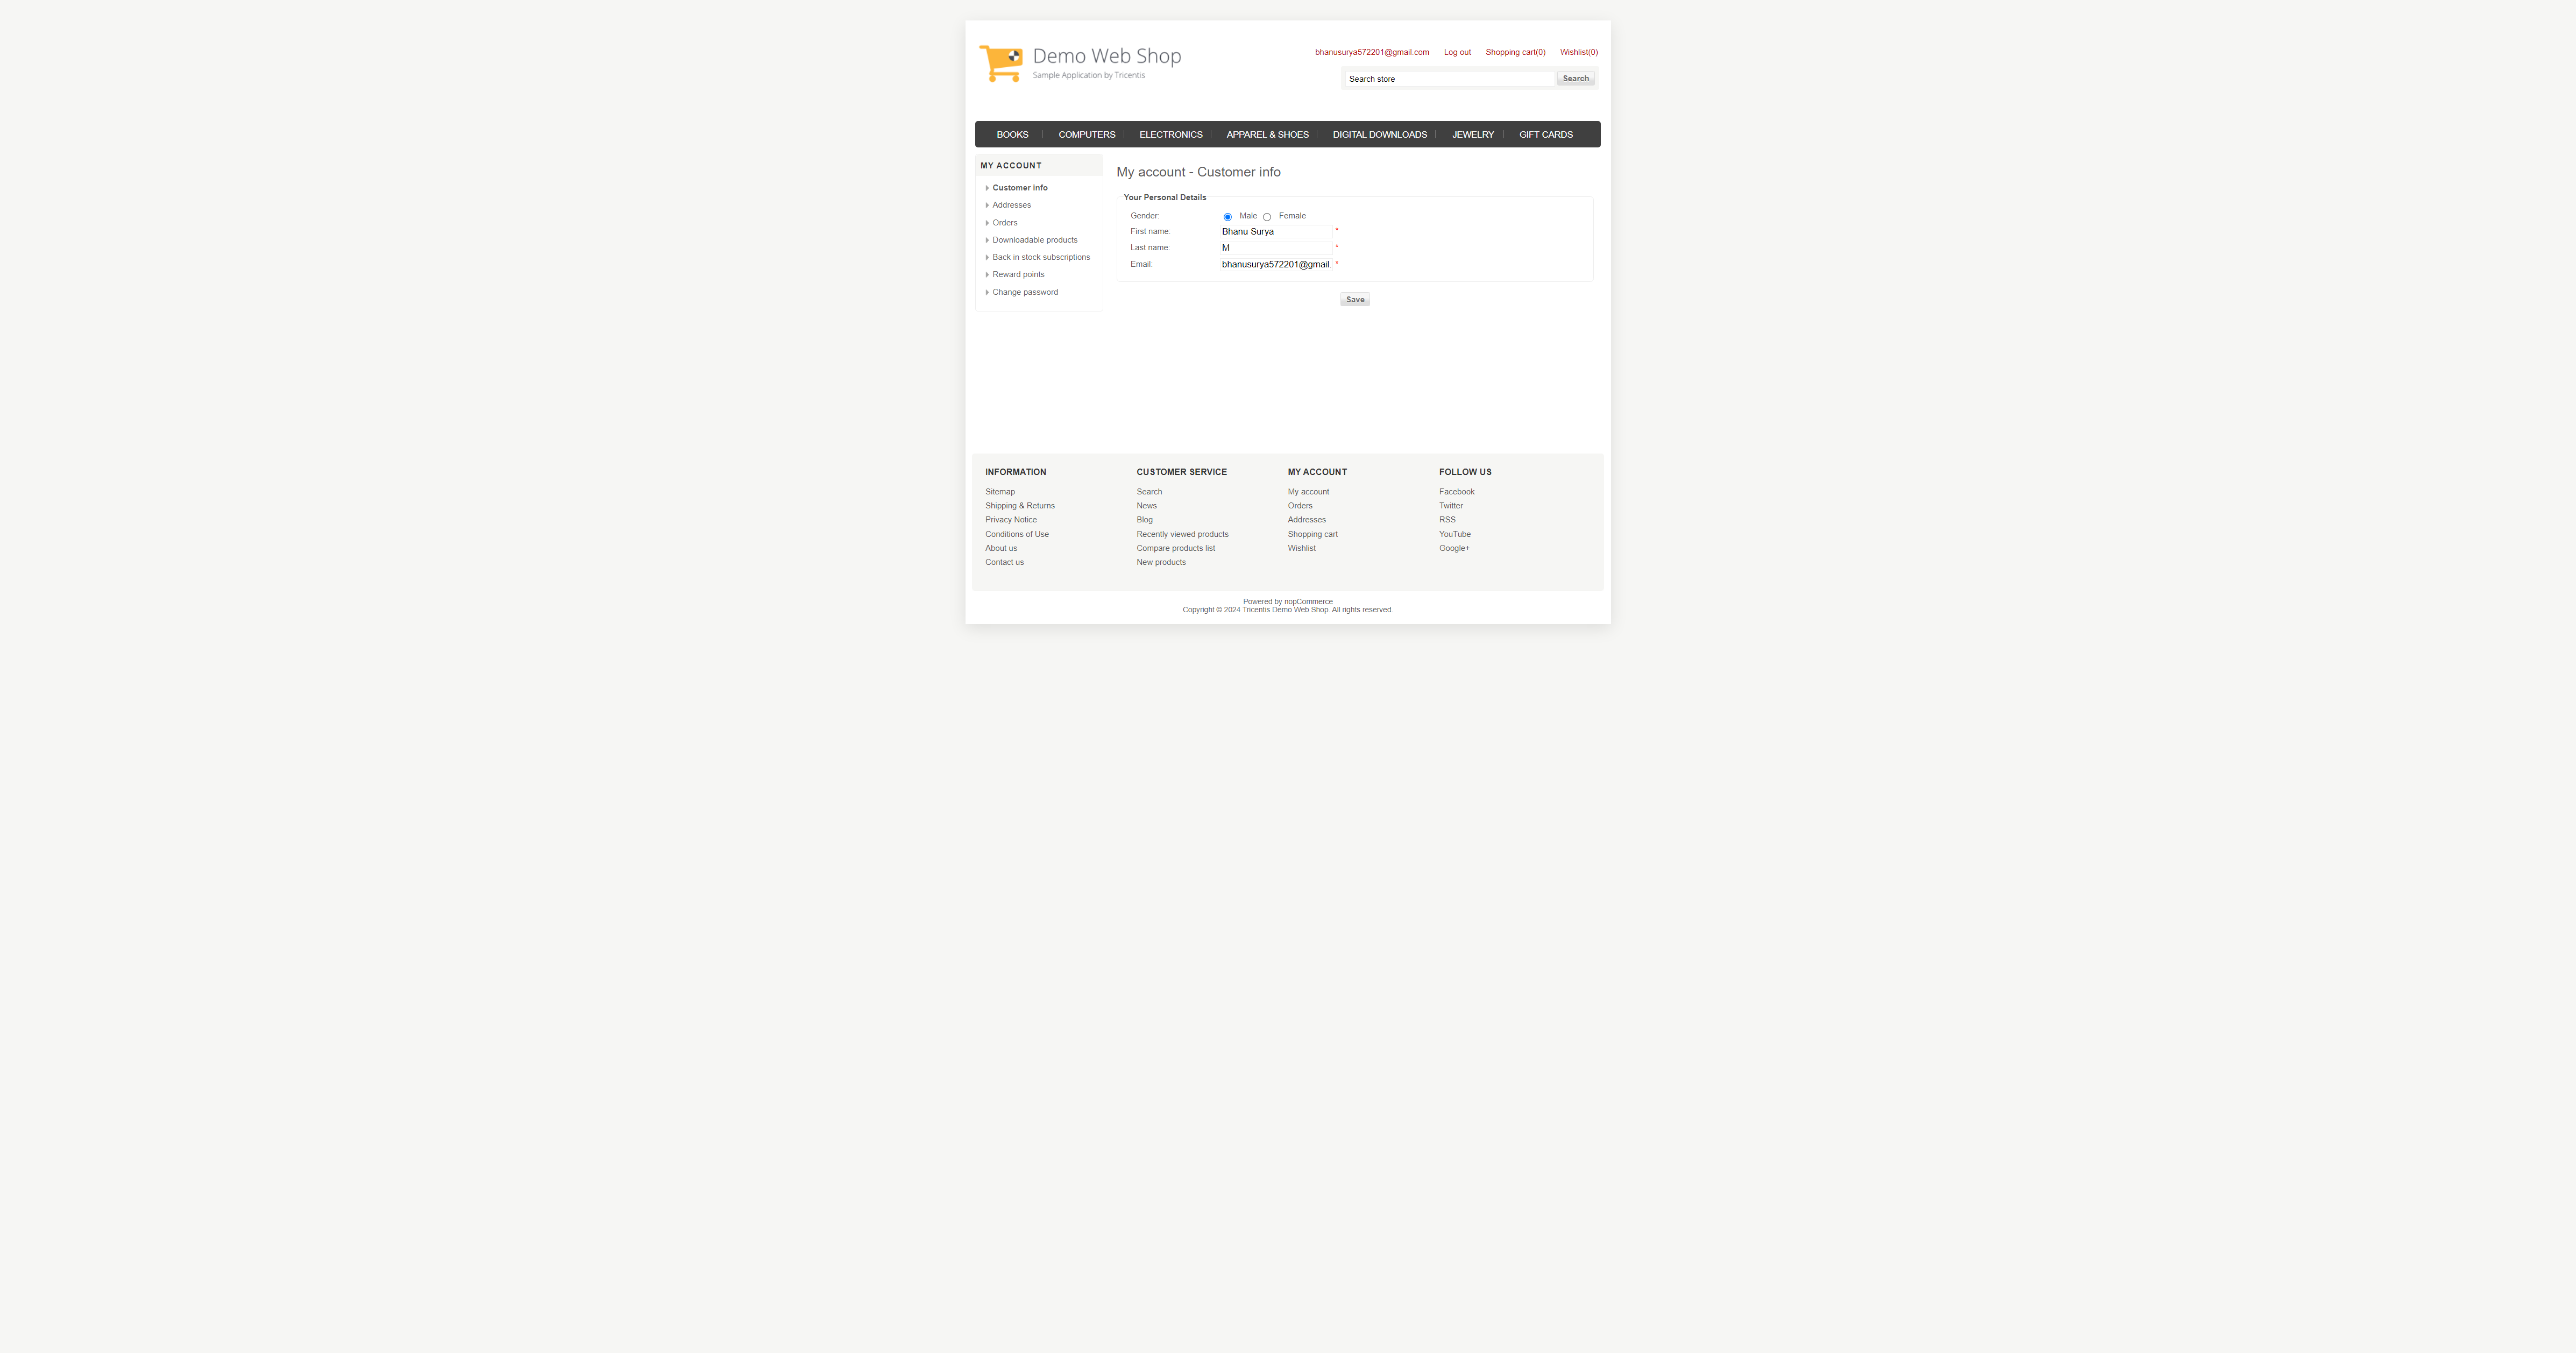 Demo Web Shop
Sample Application by Tricentis
bhanusurya572201@gmail.com Log out Shopping cart(0) Wishlist(0)
Search store Search
BOOKS COMPUTERS ELECTRONICS APPAREL & SHOES DIGITAL DOWNLOADS JEWELRY GIFT CARDS
MY ACCOUNT
Customer info
Addresses
Orders
Downloadable products
Back in stock subscriptions
Reward points
Change password
My account - Customer info
Your Personal Details
Gender: Male Female
First name: Bhanu Surya *
Last name: M *
Email: bhanusurya572201@gmail. *
Save
INFORMATION
Sitemap
Shipping & Returns
Privacy Notice
Conditions of Use
About us
Contact us
CUSTOMER SERVICE
Search
News
Blog
Recently viewed products
Compare products list
New products
MY ACCOUNT
My account
Orders
Addresses
Shopping cart
Wishlist
FOLLOW US
Facebook
Twitter
RSS
YouTube
Google+
Powered by nopCommerce
Copyright © 2024 Tricentis Demo Web Shop. All rights reserved.